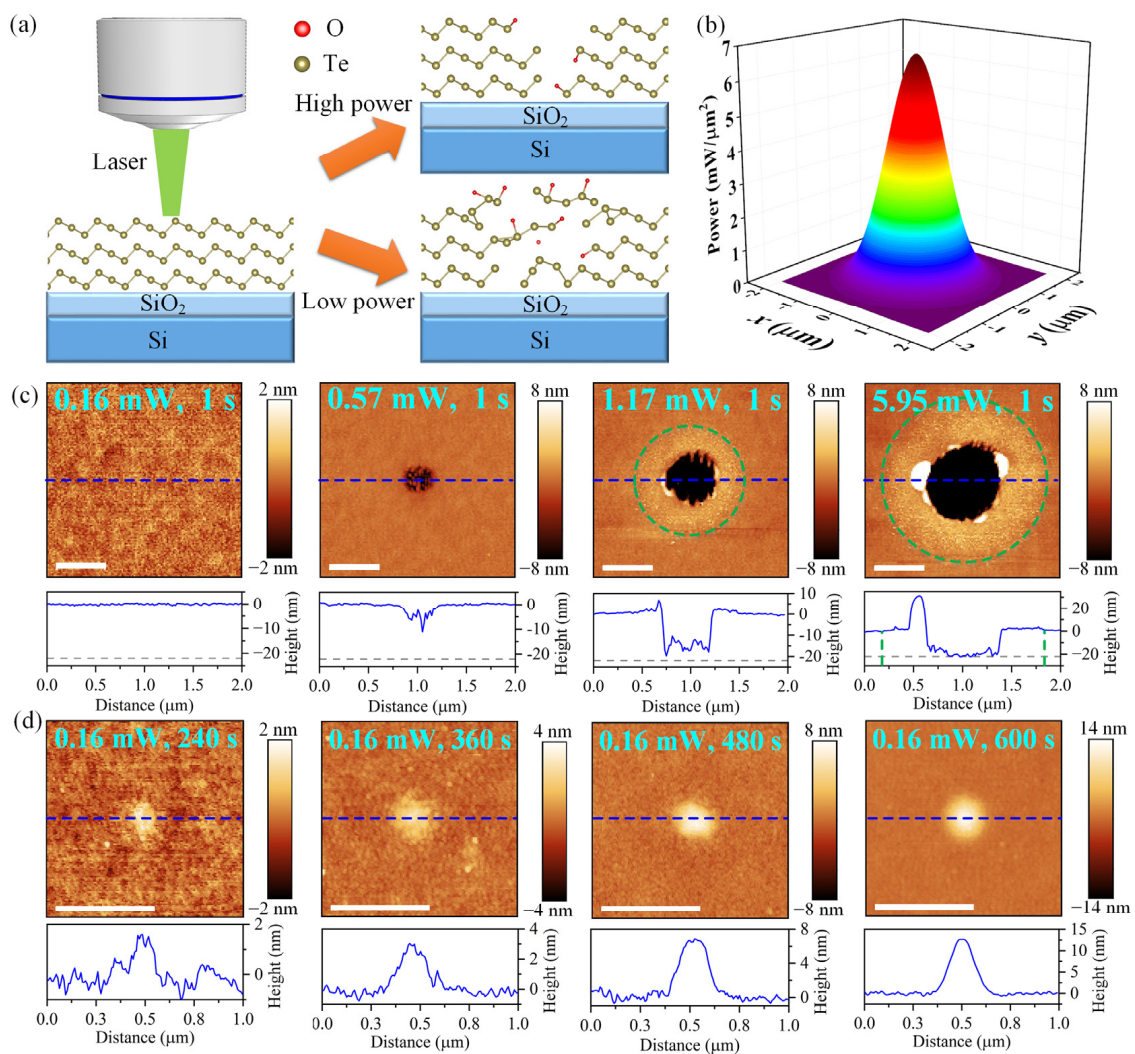 (a)
O
Te
High power
Laser
Low power
SiO₂
Si
SiO₂
Si
SiO₂
Si
(b)
Power (mW/μm²)
7
6
5
4
3
2
1
0
-2
-1
0
1
2
x (μm)
2
1
0
-1
-2
y (μm)
(c)
0.16 mW, 1 s
2 nm
−2 nm
0.57 mW, 1 s
8 nm
−8 nm
1.17 mW, 1 s
8 nm
−8 nm
5.95 mW, 1 s
8 nm
−8 nm
0
−10
−20
Height (nm)
0.0 0.5 1.0 1.5 2.0
Distance (μm)
0
−5
−10
−15
−20
Height (nm)
0.0 0.5 1.0 1.5 2.0
Distance (μm)
10
0
−10
−20
Height (nm)
0.0 0.5 1.0 1.5 2.0
Distance (μm)
20
0
−20
Height (nm)
0.0 0.5 1.0 1.5 2.0
Distance (μm)
(d)
0.16 mW, 240 s
2 nm
−2 nm
0.16 mW, 360 s
4 nm
−4 nm
0.16 mW, 480 s
8 nm
−8 nm
0.16 mW, 600 s
14 nm
−14 nm
2
0
Height (nm)
0.0 0.3 0.5 0.8 1.0
Distance (μm)
4
2
0
Height (nm)
0.0 0.3 0.5 0.8 1.0
Distance (μm)
8
4
0
Height (nm)
0.0 0.3 0.5 0.8 1.0
Distance (μm)
15
10
5
0
Height (nm)
0.0 0.3 0.5 0.8 1.0
Distance (μm)